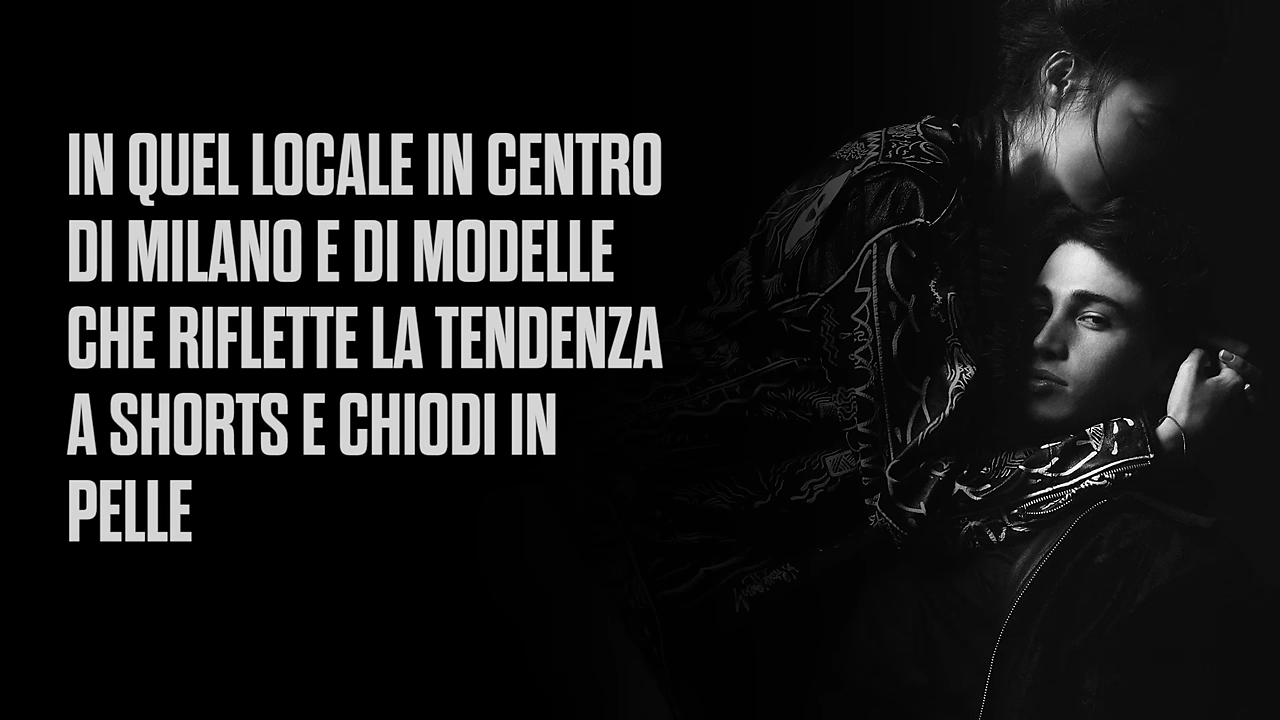 IN QUEL LOCALE IN CENTRO
DI MILANO E DI MODELLE
CHE RIFLETTE LA TENDENZA
A SHORTS E CHIODI IN
PELLE